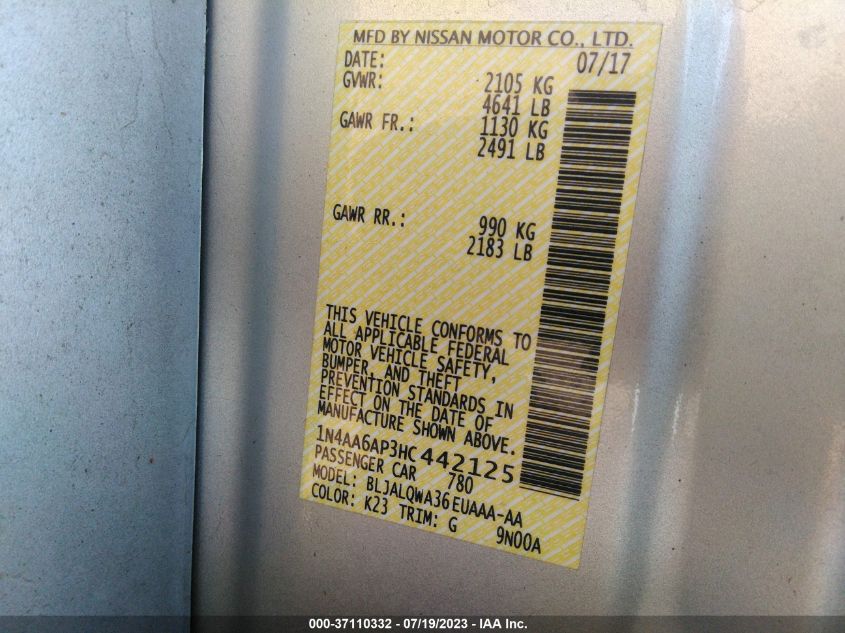 MFD BY NISSAN MOTOR CO., LTD.
DATE: 07/17
GVWR: 2105 KG
4641 LB
GAWR FR.: 1130 KG
2491 LB
GAWR RR.: 990 KG
2183 LB
THIS VEHICLE CONFORMS TO
ALL APPLICABLE FEDERAL
MOTOR VEHICLE SAFETY,
BUMPER, AND THEFT
PREVENTION STANDARDS IN
EFFECT ON THE DATE OF
MANUFACTURE SHOWN ABOVE.
1N4AA6AP3HC442125
PASSENGER CAR 780
MODEL: BLJALQWA36EUAAA-AA
COLOR: K23 TRIM: G 9N00A
000-37110332 - 07/19/2023 - IAA Inc.